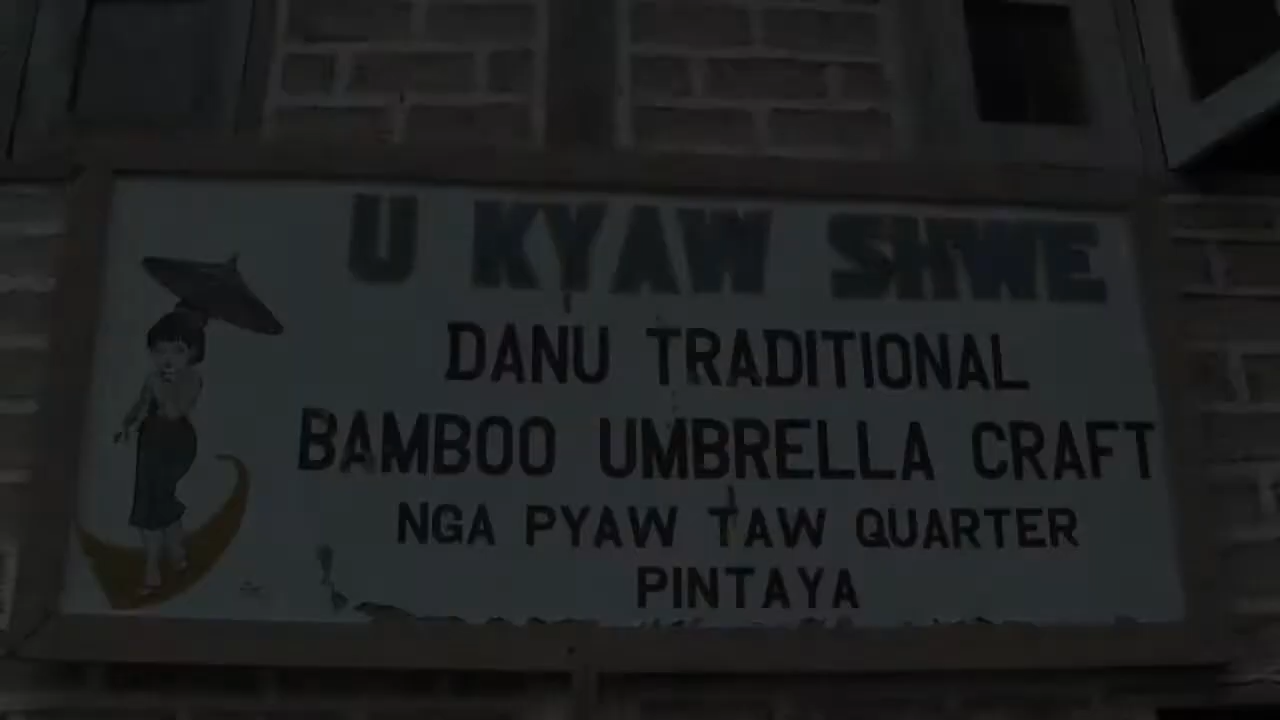 U KYAW SHWE
DANU TRADITIONAL
BAMBOO UMBRELLA CRAFT
NGA PYAW TAW QUARTER
PINTAYA